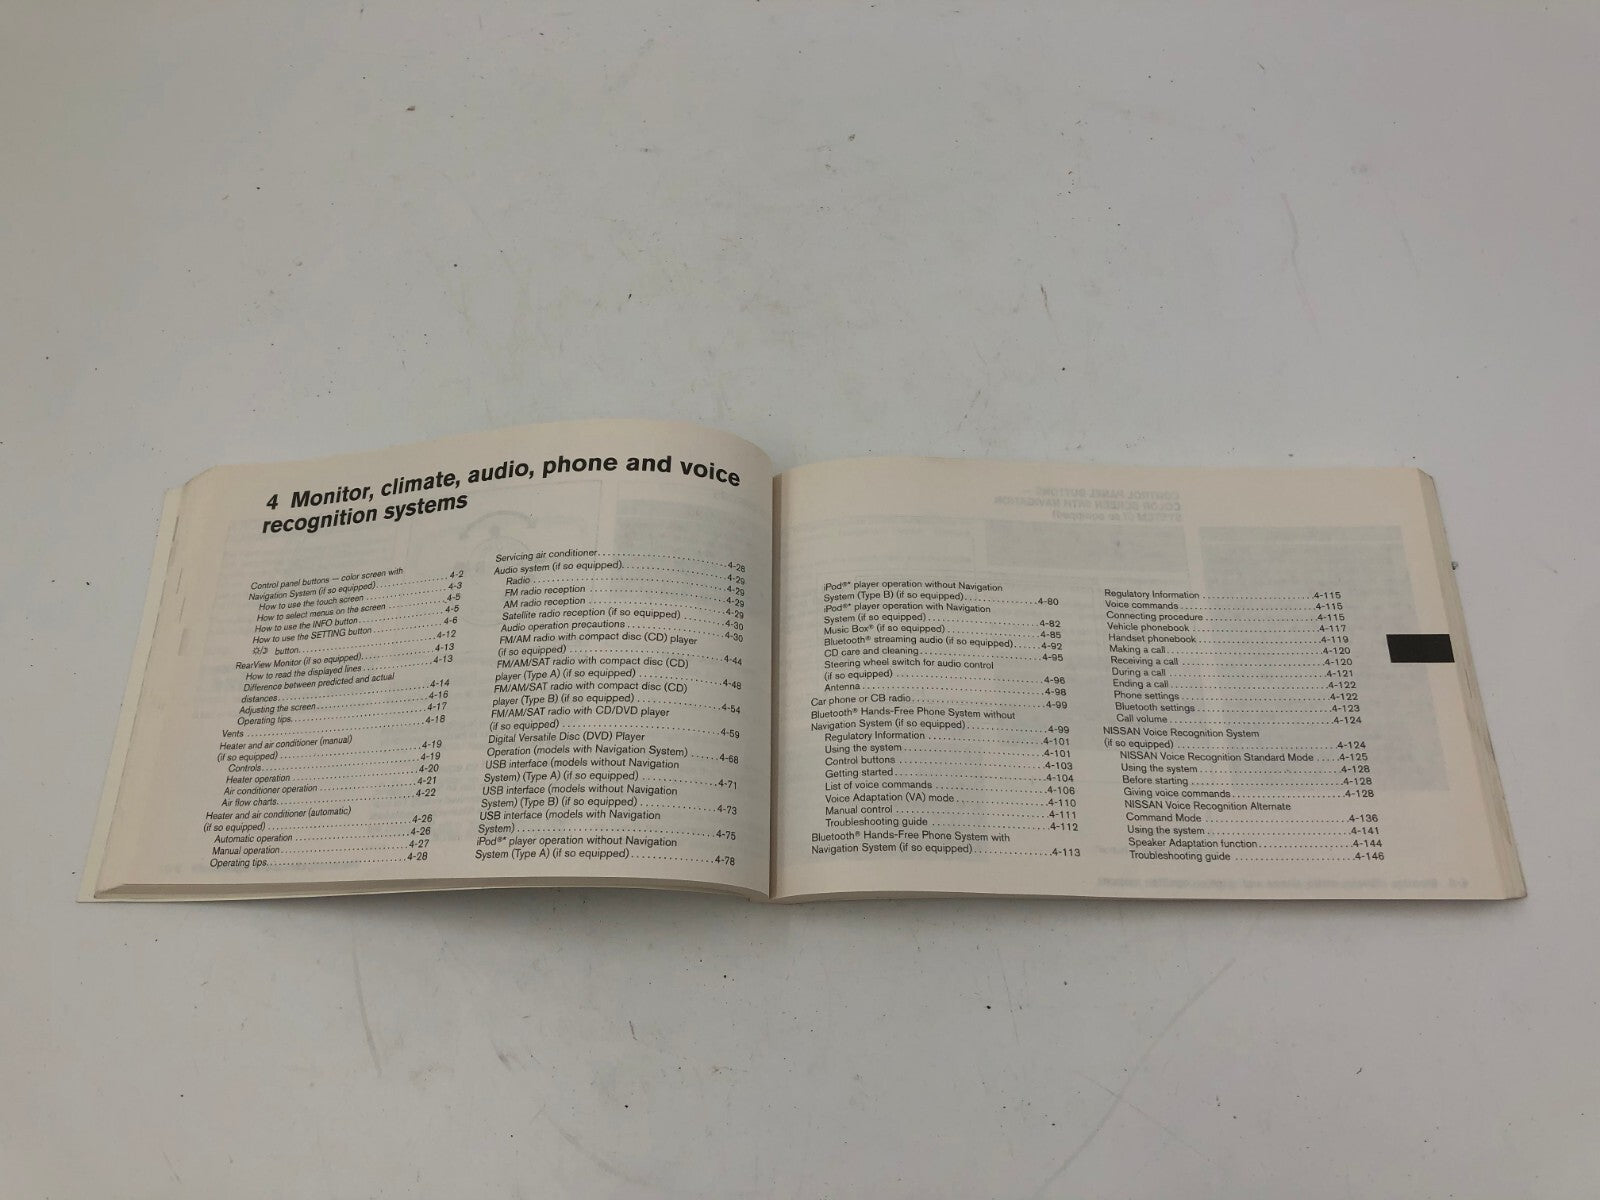 4 Monitor, climate, audio, phone and voice
recognition systems
Control panel buttons — color screen with
Navigation System (if so equipped) 4-2
How to use the touch screen 4-3
How to select menus on the screen 4-5
How to use the INFO button 4-5
How to use the SETTING button 4-6
button 4-12
RearView Monitor (if so equipped) 4-13
How to read the displayed lines 4-13
Difference between predicted and actual
distances 4-14
Adjusting the screen 4-16
Operating tips 4-17
Vents 4-18
Heater and air conditioner (manual)
(if so equipped) 4-19
Controls 4-19
Heater operation 4-20
Air conditioner operation 4-21
Air flow charts 4-22
Heater and air conditioner (automatic)
(if so equipped) 4-26
Automatic operation 4-26
Manual operation 4-27
Operating tips 4-28
Servicing air conditioner 4-28
Audio system (if so equipped) 4-29
Radio 4-29
FM radio reception 4-29
AM radio reception 4-29
Satellite radio reception (if so equipped) 4-30
Audio operation precautions 4-30
FM/AM radio with compact disc (CD) player
(if so equipped) 4-44
FM/AM/SAT radio with compact disc (CD)
player (Type A) (if so equipped) 4-48
FM/AM/SAT radio with compact disc (CD)
player (Type B) (if so equipped) 4-54
FM/AM/SAT radio with CD/DVD player
(if so equipped) 4-59
Digital Versatile Disc (DVD) Player
Operation (models with Navigation System) 4-68
USB interface (models without Navigation
System) (Type A) (if so equipped) 4-71
USB interface (models without Navigation
System) (Type B) (if so equipped) 4-73
USB interface (models with Navigation
System) 4-75
iPod®* player operation without Navigation
System (Type A) (if so equipped) 4-78
iPod®* player operation without Navigation
System (Type B) (if so equipped) 4-80
iPod®* player operation with Navigation
System (if so equipped) 4-82
Music Box® (if so equipped) 4-85
Bluetooth® streaming audio (if so equipped) 4-92
CD care and cleaning 4-95
Steering wheel switch for audio control
(if so equipped) 4-96
Antenna 4-98
Car phone or CB radio 4-99
Bluetooth® Hands-Free Phone System without
Navigation System (if so equipped) 4-99
Regulatory Information 4-101
Using the system 4-101
Control buttons 4-103
Getting started 4-104
List of voice commands 4-106
Voice Adaptation (VA) mode 4-110
Manual control 4-111
Troubleshooting guide 4-112
Bluetooth® Hands-Free Phone System with
Navigation System (if so equipped) 4-113
Regulatory Information 4-115
Voice commands 4-115
Connecting procedure 4-115
Vehicle phonebook 4-117
Handset phonebook 4-119
Making a call 4-120
Receiving a call 4-120
During a call 4-121
Ending a call 4-122
Phone settings 4-122
Bluetooth settings 4-123
Call volume 4-124
NISSAN Voice Recognition System
(if so equipped) 4-124
NISSAN Voice Recognition Standard Mode 4-125
Using the system 4-128
Before starting 4-128
Giving voice commands 4-128
NISSAN Voice Recognition Alternate
Command Mode 4-136
Using the system 4-141
Speaker Adaptation function 4-144
Troubleshooting guide 4-146